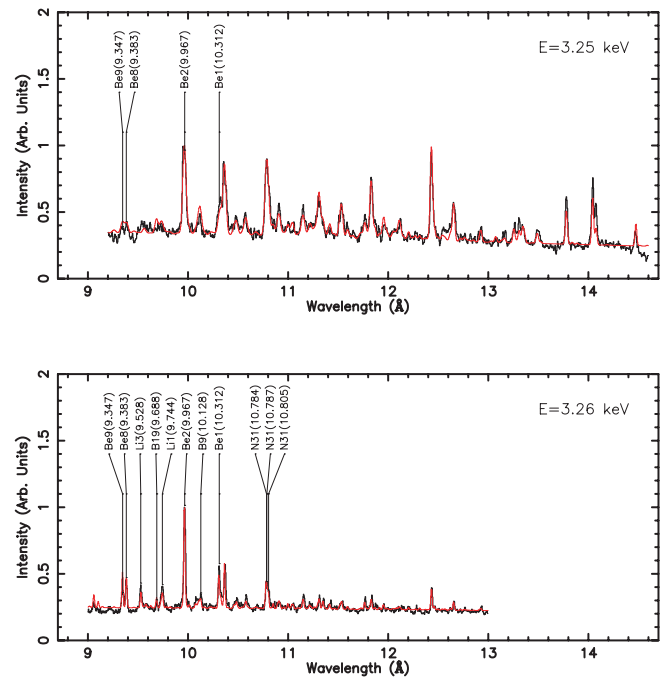 2
1.5
1
0.5
0
Intensity (Arb. Units)
Be9(9.347)
Be8(9.383)
Be2(9.967)
Be1(10.312)
E=3.25 keV
9
10
11
12
13
14
Wavelength (Å)
2
1.5
1
0.5
0
Intensity (Arb. Units)
Be9(9.347)
Be8(9.383)
Li3(9.528)
B19(9.688)
Li1(9.744)
Be2(9.967)
B9(10.128)
Be1(10.312)
N31(10.784)
N31(10.787)
N31(10.805)
E=3.26 keV
9
10
11
12
13
14
Wavelength (Å)